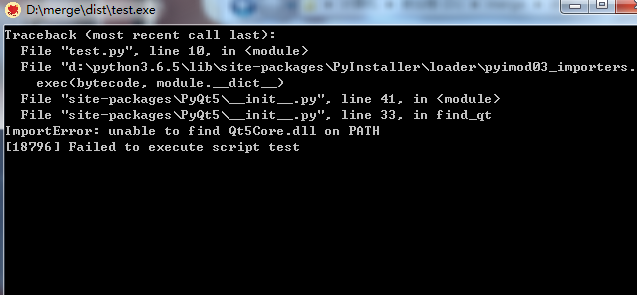 D:\merge\dist\test.exe
Traceback (most recent call last):
File "test.py", line 10, in <module>
File "d:\python3.6.5\lib\site-packages\PyInstaller\loader\pyimod03_importers.
exec(bytecode, module.__dict__)
File "site-packages\PyQt5\__init__.py", line 41, in <module>
File "site-packages\PyQt5\__init__.py", line 33, in find_qt
ImportError: unable to find Qt5Core.dll on PATH
[18796] Failed to execute script test